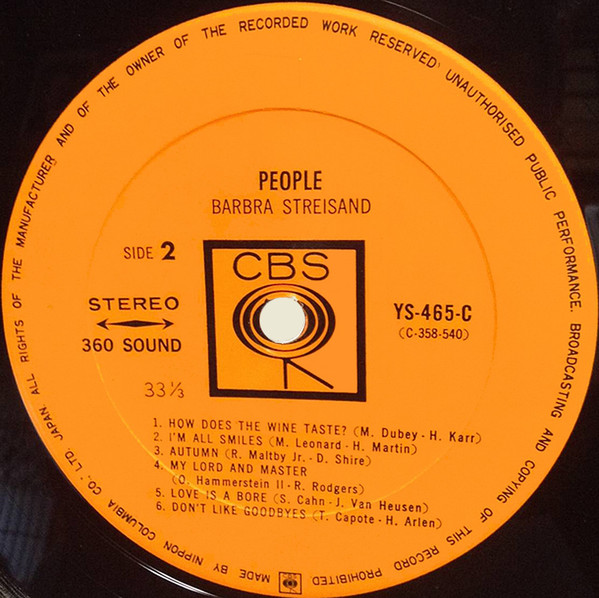 PEOPLE
BARBRA STREISAND
SIDE 2
CBS
STEREO
360 SOUND
YS-465-C
(C-358-540)
33 1/3
1. HOW DOES THE WINE TASTE? (M. Dubey - H. Karr)
2. I'M ALL SMILES (M. Leonard - H. Martin)
3. AUTUMN (R. Maltby Jr. - D. Shire)
4. MY LORD AND MASTER
(O. Hammerstein II - R. Rodgers)
5. LOVE IS A BORE (S. Cahn - J. Van Heusen)
6. DON'T LIKE GOODBYES (T. Capote - H. Arlen)
MADE BY NIPPON COLUMBIA CO., LTD. JAPAN. ALL RIGHTS OF THE MANUFACTURER AND OF THE OWNER OF THE RECORDED WORK RESERVED UNAUTHORISED PUBLIC PERFORMANCE. BROADCASTING AND COPYING OF THIS RECORD PROHIBITED